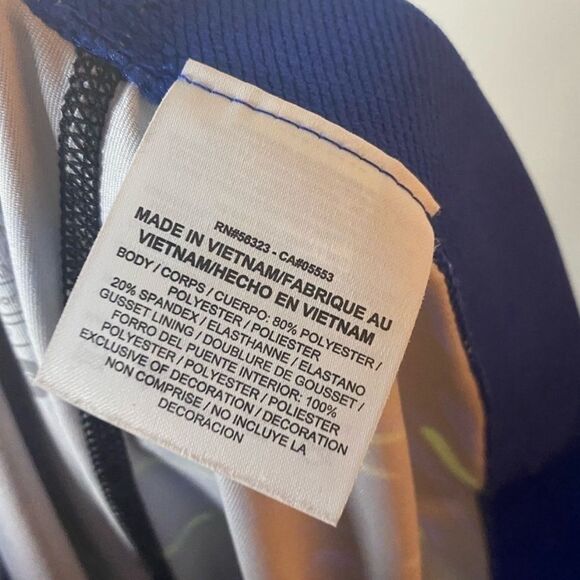 RN#56323 - CA#05553
MADE IN VIETNAM/FABRIQUE AU
VIETNAM/HECHO EN VIETNAM
BODY / CORPS / CUERPO: 80% POLYESTER /
POLYESTER / POLIESTER
20% SPANDEX / ELASTHANNE / ELASTANO
GUSSET LINING / DOUBLURE DE GOUSSET /
FORRO DEL PUENTE INTERIOR: 100%
POLYESTER / POLYESTER / POLIESTER
EXCLUSIVE OF DECORATION / DECORATION
NON COMPRISE / NO INCLUYE LA
DECORACION